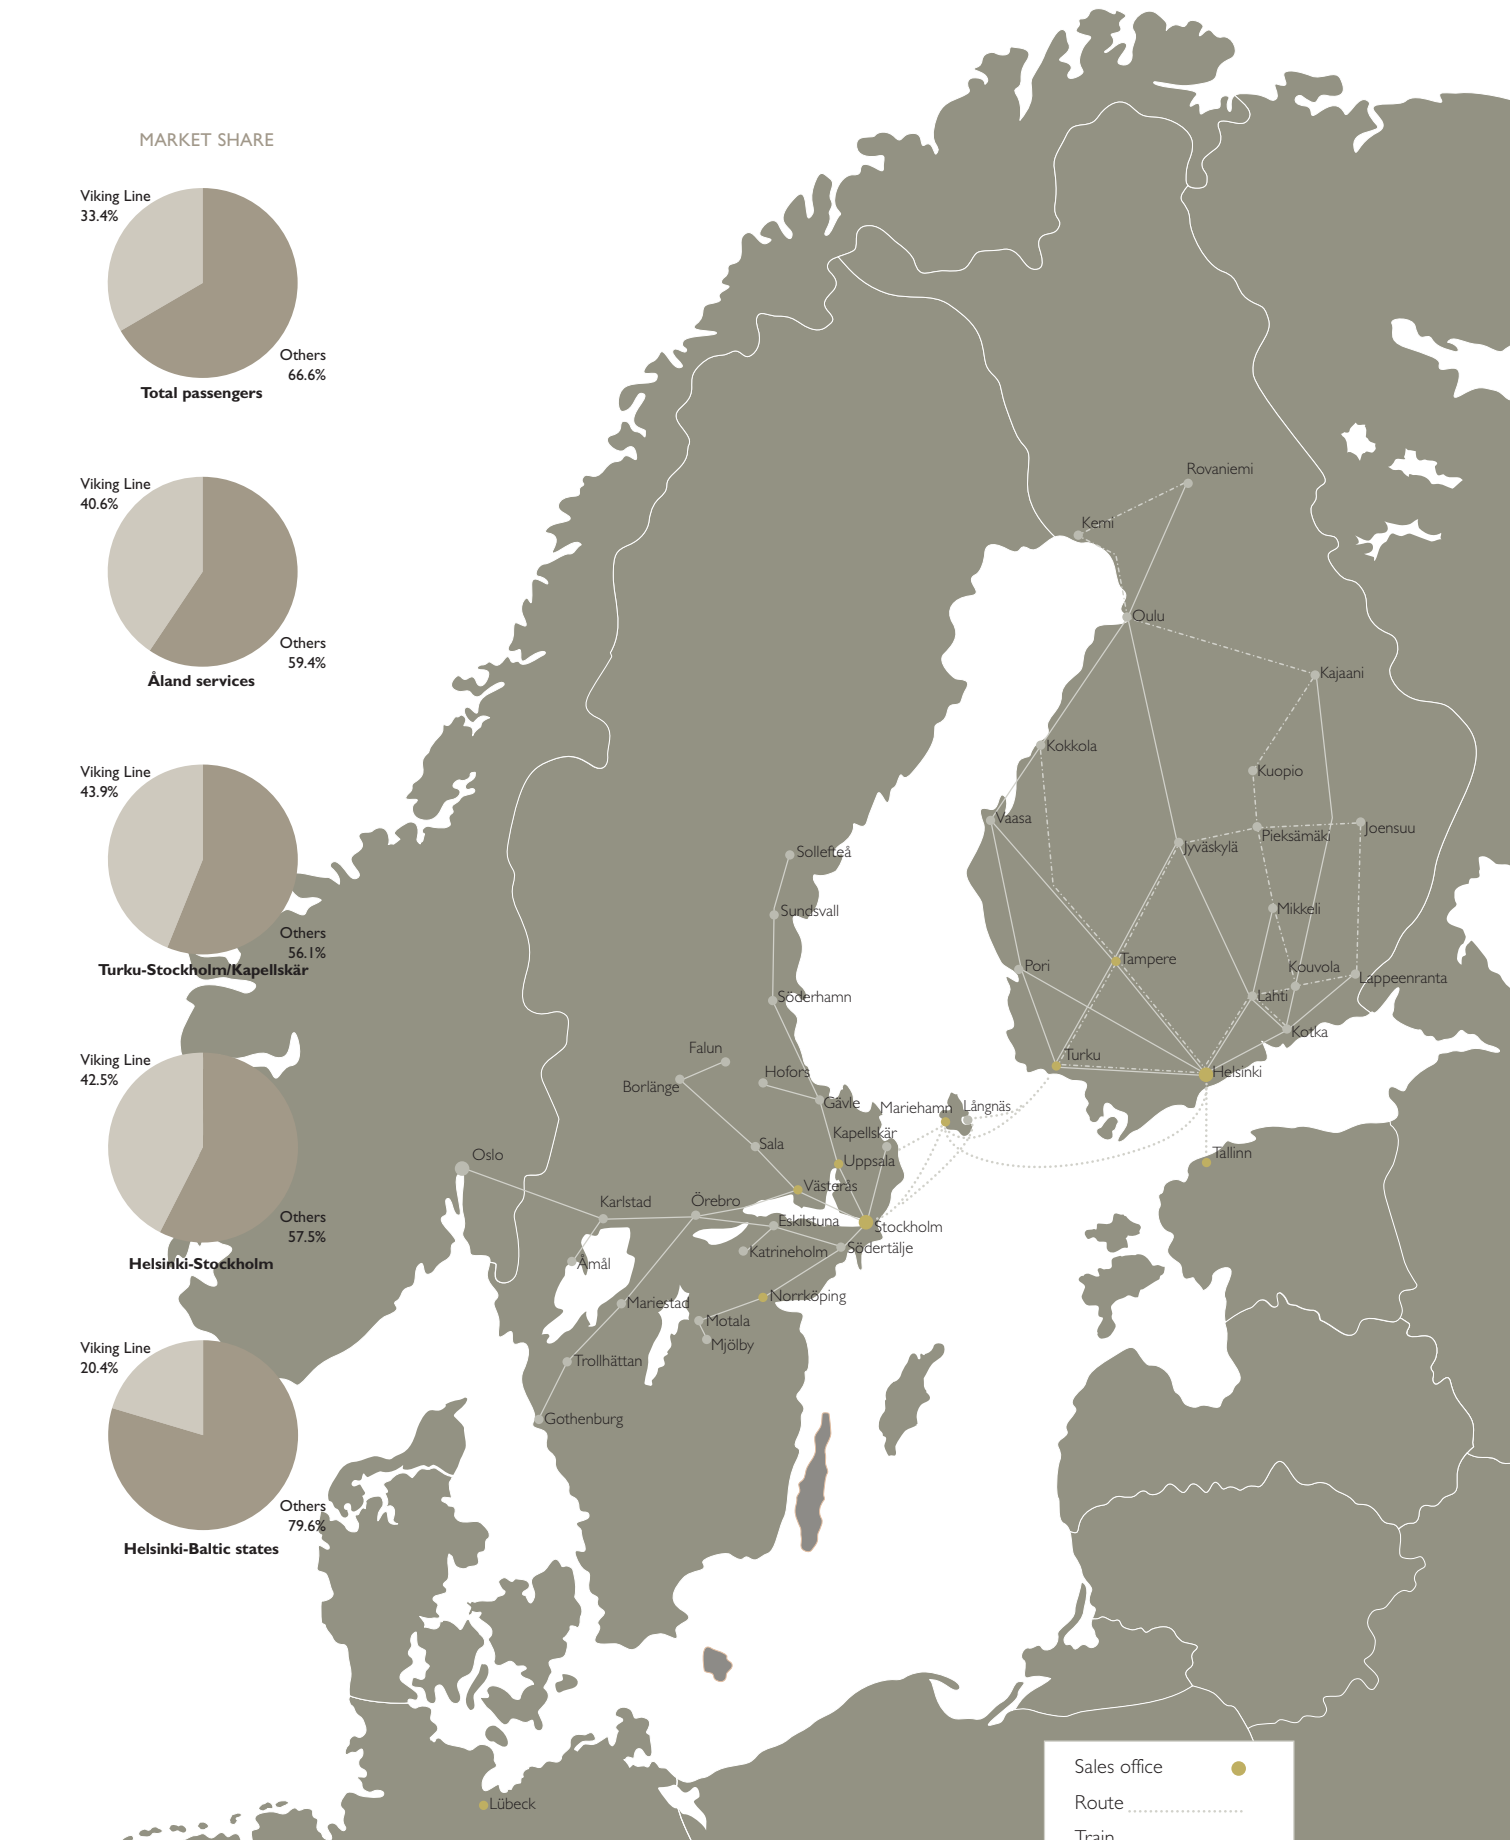 MARKET SHARE
Viking Line
33.4%
Others
66.6%
Total passengers
Viking Line
40.6%
Others
59.4%
Åland services
Viking Line
43.9%
Others
56.1%
Turku-Stockholm/Kapellskär
Viking Line
42.5%
Others
57.5%
Helsinki-Stockholm
Viking Line
20.4%
Others
79.6%
Helsinki-Baltic states
Rovaniemi
Kemi
Oulu
Kajaani
Kokkola
Kuopio
Vaasa
Joensuu
Pieksämäki
Jyväskylä
Sollefteå
Mikkeli
Sundsvall
Tampere
Pori
Kouvola
Lappeenranta
Lahti
Söderhamn
Kotka
Falun
Turku
Hofors
Helsinki
Borlänge
Gävle
Mariehamn
Långnäs
Kapellskär
Sala
Oslo
Tallinn
Uppsala
Västerås
Karlstad
Örebro
Eskilstuna
Stockholm
Katrineholm
Södertälje
Åmål
Norrköping
Mariestad
Motala
Mjölby
Trollhättan
Gothenburg
Sales office
Route
Train
Lübeck